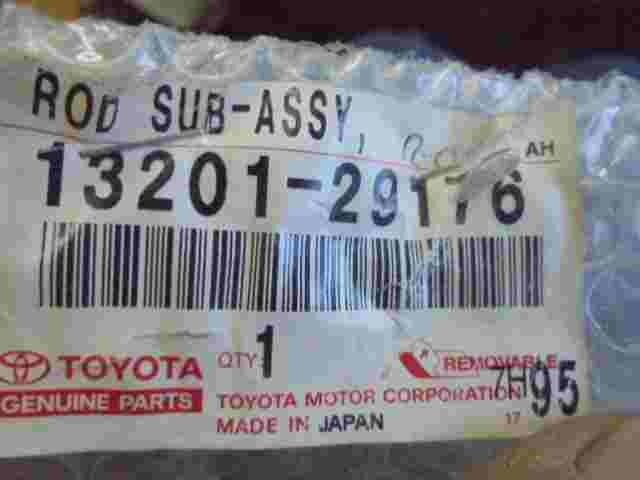 ROD SUB-ASSY,
AH
13201-29176
QTY 1
TOYOTA
GENUINE PARTS
REMOVABLE
TOYOTA MOTOR CORPORATION
7H95
MADE IN JAPAN
17